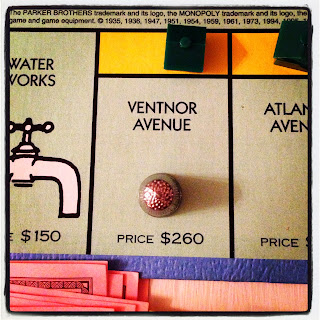 The PARKER BROTHERS trademark and its logo, the MONOPOLY trademark and its logo,
game and game equipment. © 1935, 1936, 1947, 1951, 1954, 1959, 1961, 1973, 1994,
WATER
WORKS
$150
VENTNOR
AVENUE
PRICE $260
ATLAN
AVEN
PRICE $